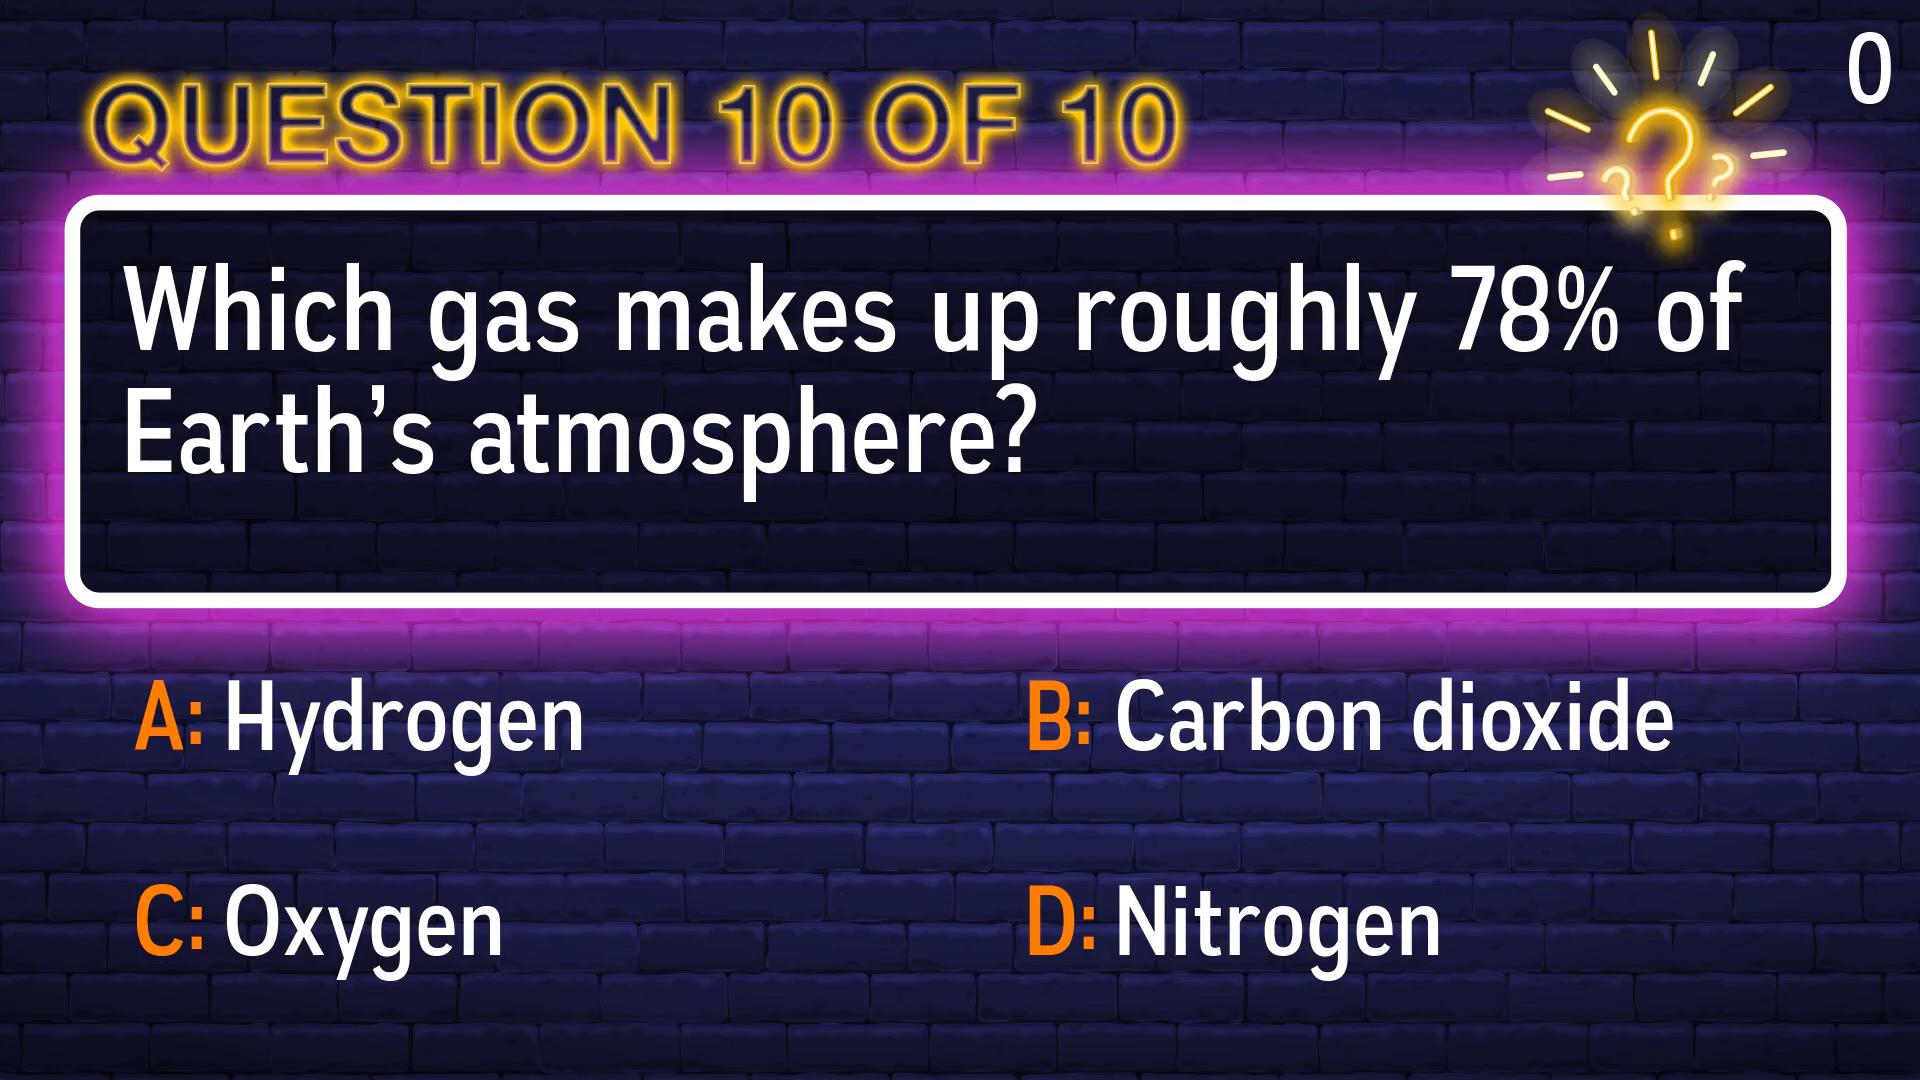 0
QUESTION 10 OF 10
Which gas makes up roughly 78% of
Earth’s atmosphere?
A: Hydrogen
B: Carbon dioxide
C: Oxygen
D: Nitrogen